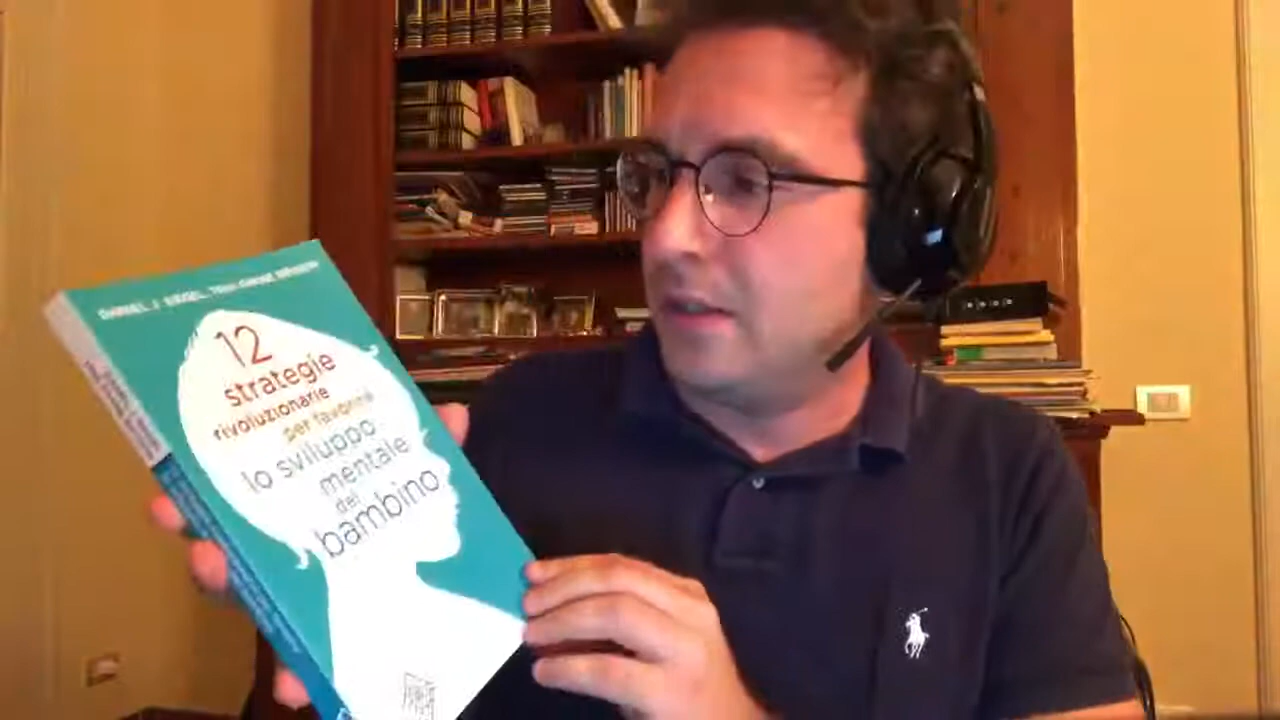 DANIEL J. SIEGEL, TINA PAYNE BRYSON
12
strategie
rivoluzionarie
per favorire
lo sviluppo
mentale
del
bambino